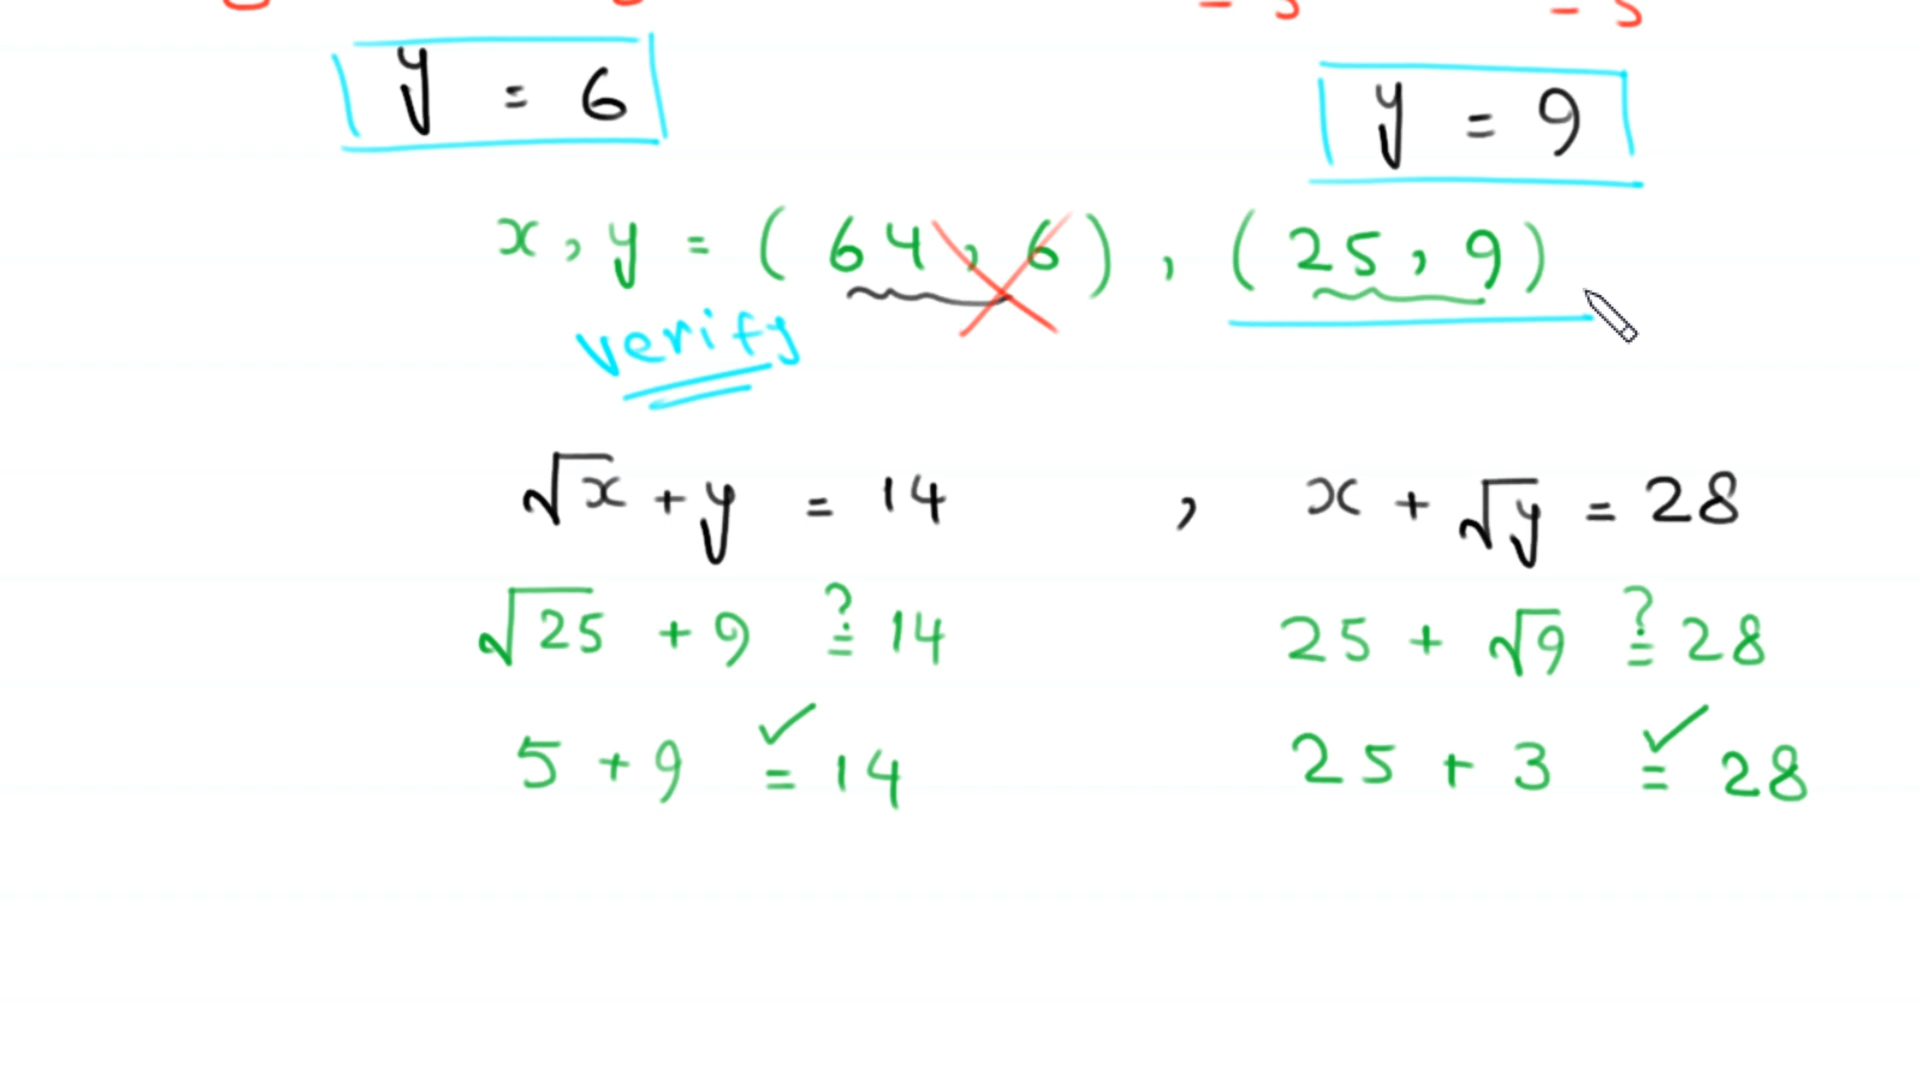 y = 6
y = 9
x, y = (64, 6), (25, 9)
verify
√x + y = 14 , x + √y = 28
√25 + 9 ?= 14
25 + √9 ?= 28
5 + 9 ✓= 14
25 + 3 ✓= 28